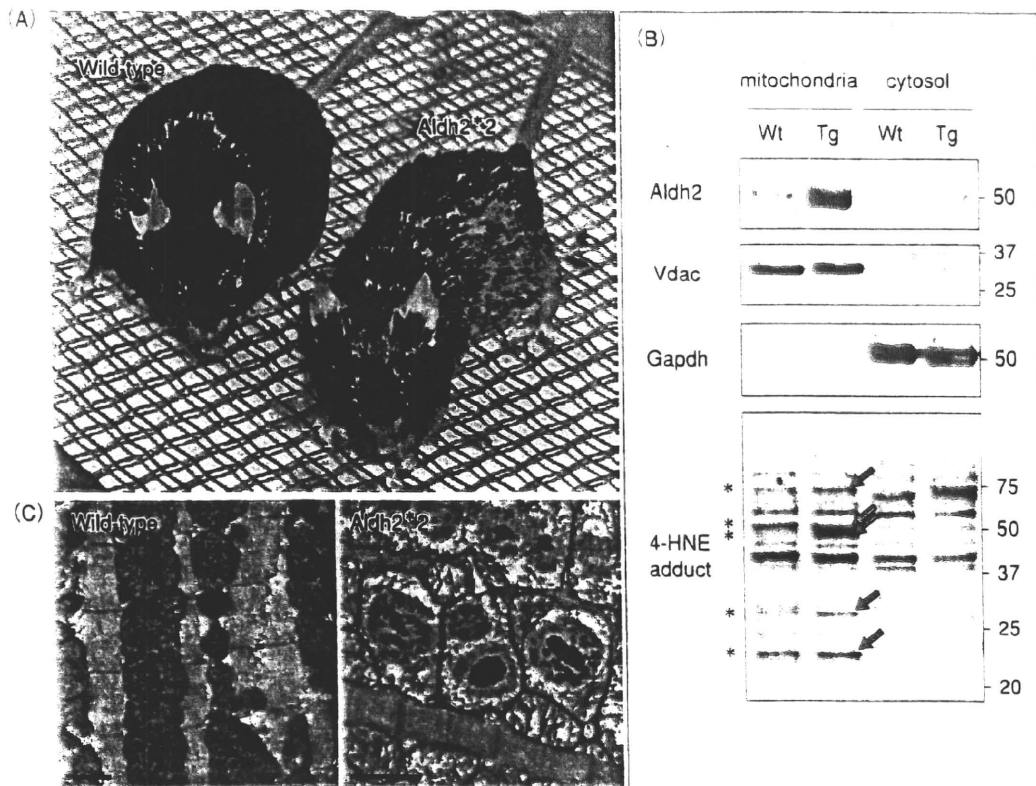 (A)
Wild type
Aldh2*2
(B)
mitochondria cytosol
Wt Tg Wt Tg
Aldh2
50
Vdac
37
25
Gapdh
50
4-HNE
adduct
*
*
*
*
*
75
50
37
25
20
(C)
Wild type
Aldh2*2